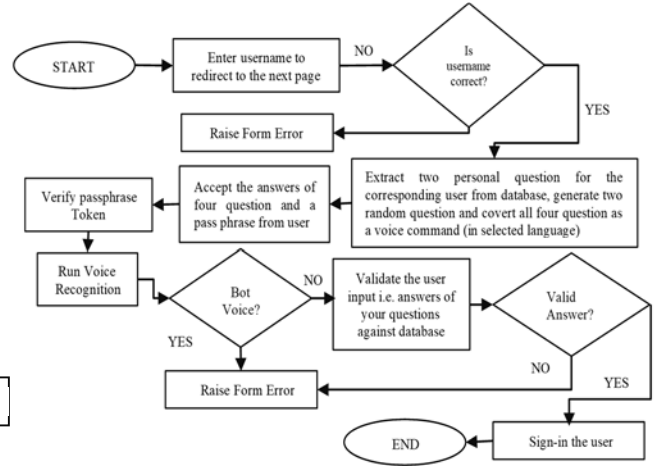 START
Enter username to
redirect to the next page
NO
Is
username
correct?
YES
Raise Form Error
Extract two personal question for the
corresponding user from database, generate two
random question and covert all four question as
a voice command (in selected language)
Accept the answers of
four question and a
pass phrase from user
Verify passphrase
Token
Run Voice
Recognition
Bot
Voice?
NO
YES
Validate the user
input i.e. answers of
your questions
against database
Valid
Answer?
NO
YES
Raise Form Error
Sign-in the user
END